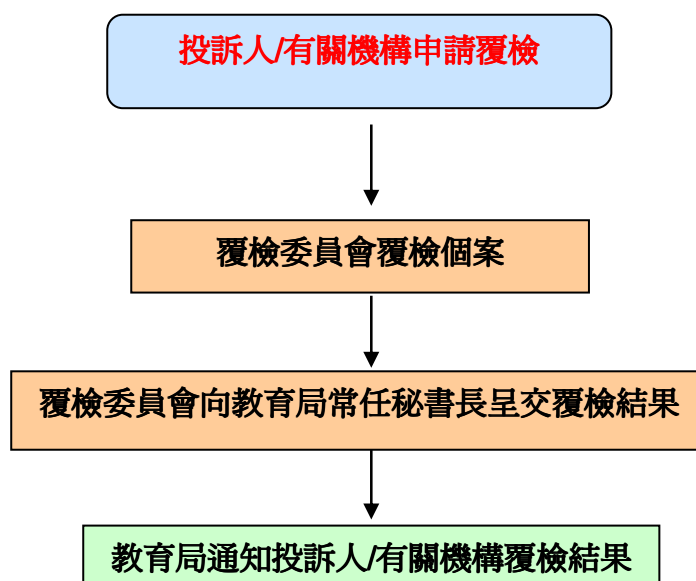 投訴人/有關機構申請覆檢
覆檢委員會覆檢個案
覆檢委員會向教育局常任秘書長呈交覆檢結果
教育局通知投訴人/有關機構覆檢結果